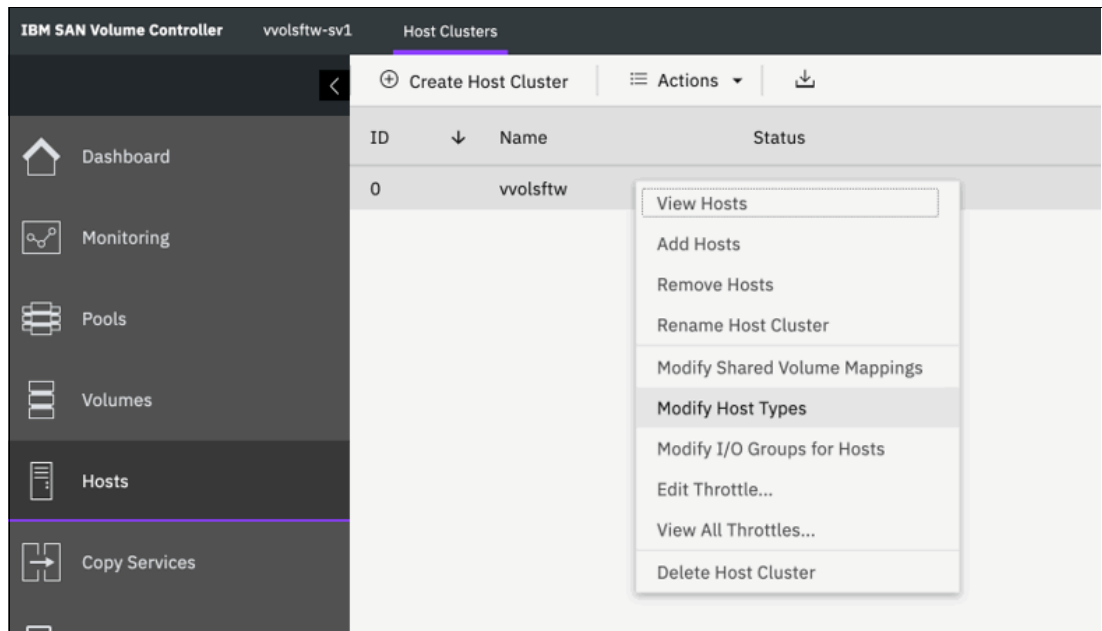 IBM SAN Volume Controller vvolsftw-sv1 Host Clusters
Create Host Cluster Actions
ID Name Status
0 vvolsftw
Dashboard
Monitoring
Pools
Volumes
Hosts
Copy Services
View Hosts
Add Hosts
Remove Hosts
Rename Host Cluster
Modify Shared Volume Mappings
Modify Host Types
Modify I/O Groups for Hosts
Edit Throttle...
View All Throttles...
Delete Host Cluster